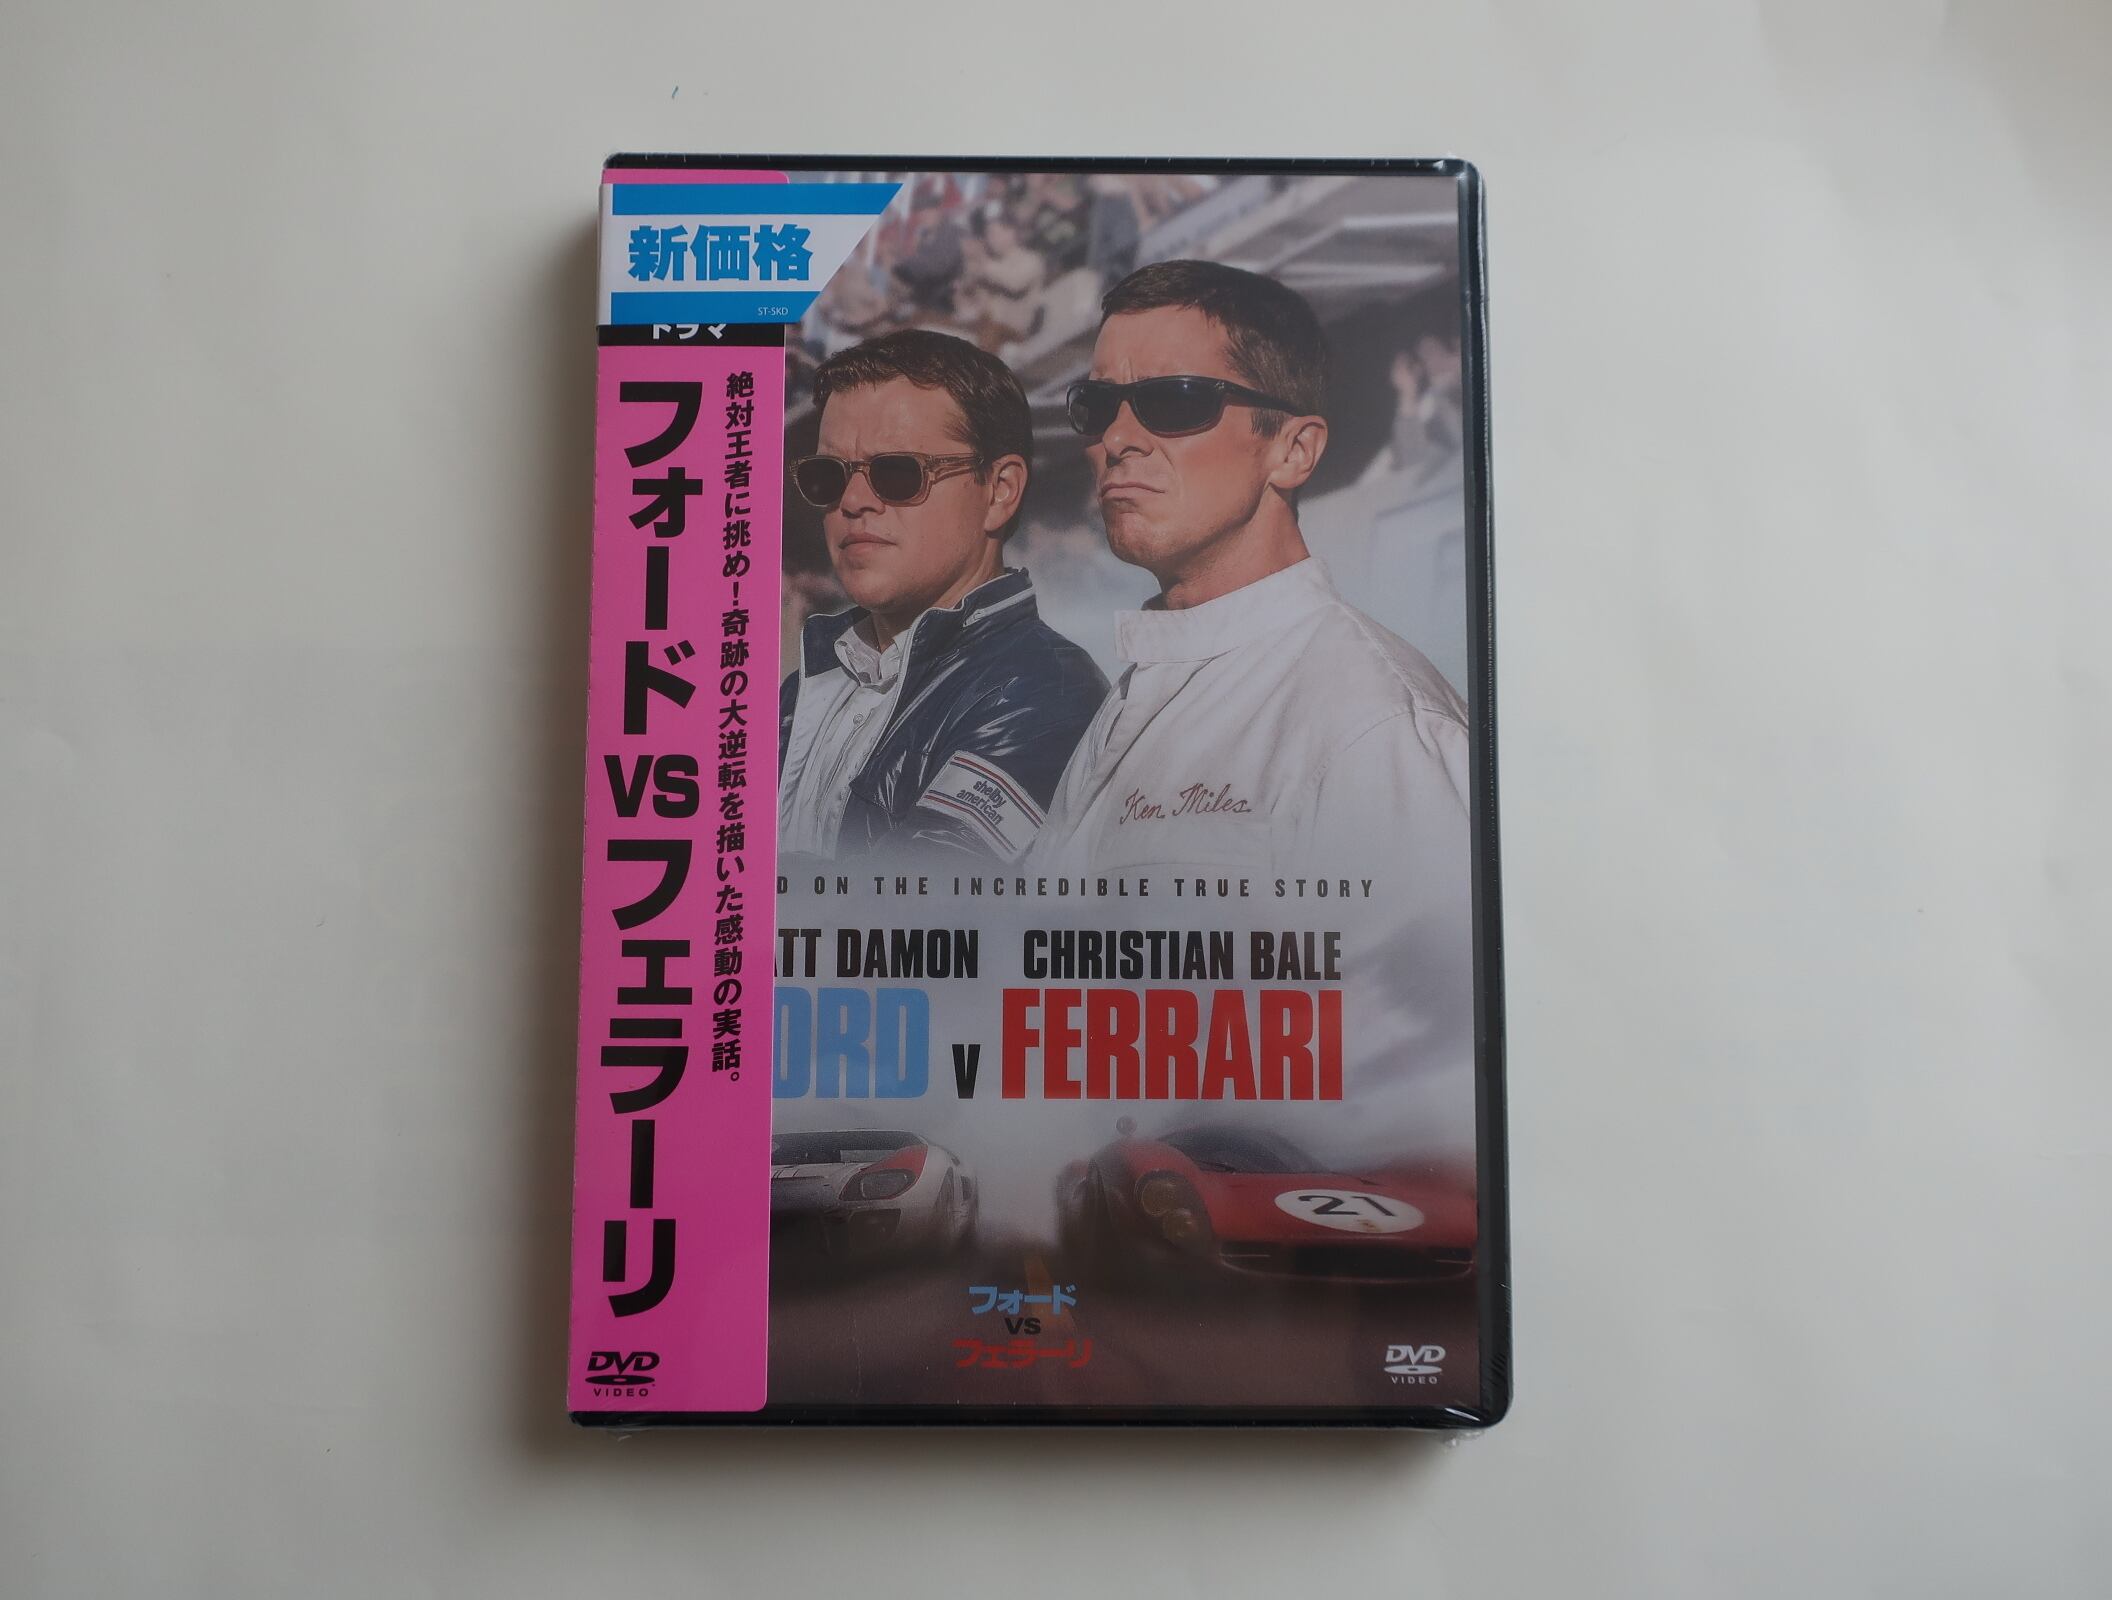 新価格
ST-SKD
ドラマ
フォードvsフェラーリ
絶対王者に挑め！奇跡の大逆転を描いた感動の実話。
DVD
VIDEO
shelby
american
Ken Miles
D ON THE INCREDIBLE TRUE STORY
ATT DAMON CHRISTIAN BALE
ORD V FERRARI
21
フォード
vs
フェラーリ
DVD
VIDEO